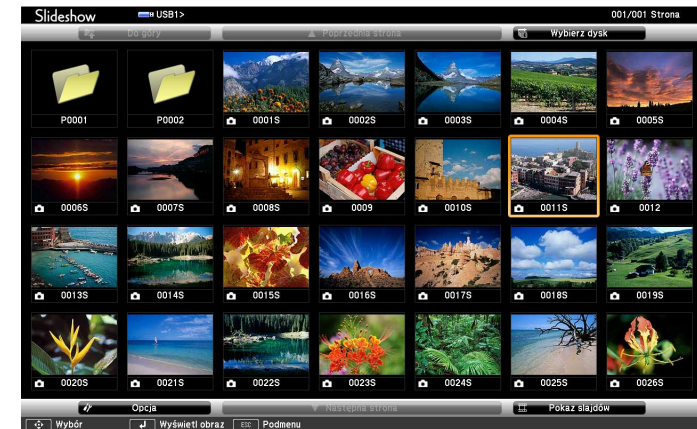 Slideshow USB1> 001/001 Strona
Do góry Poprzednia strona Wybierz dysk
P0001 P0002 0001S 0002S 0003S 0004S 0005S
0006S 0007S 0008S 0009 0010S 0011S 0012
0013S 0014S 0015S 0016S 0017S 0018S 0019S
0020S 0021S 0022S 0023S 0024S 0025S 0026S
Opcja Następna strona Pokaz slajdów
Wybór Wyświetl obraz ESC Podmenu